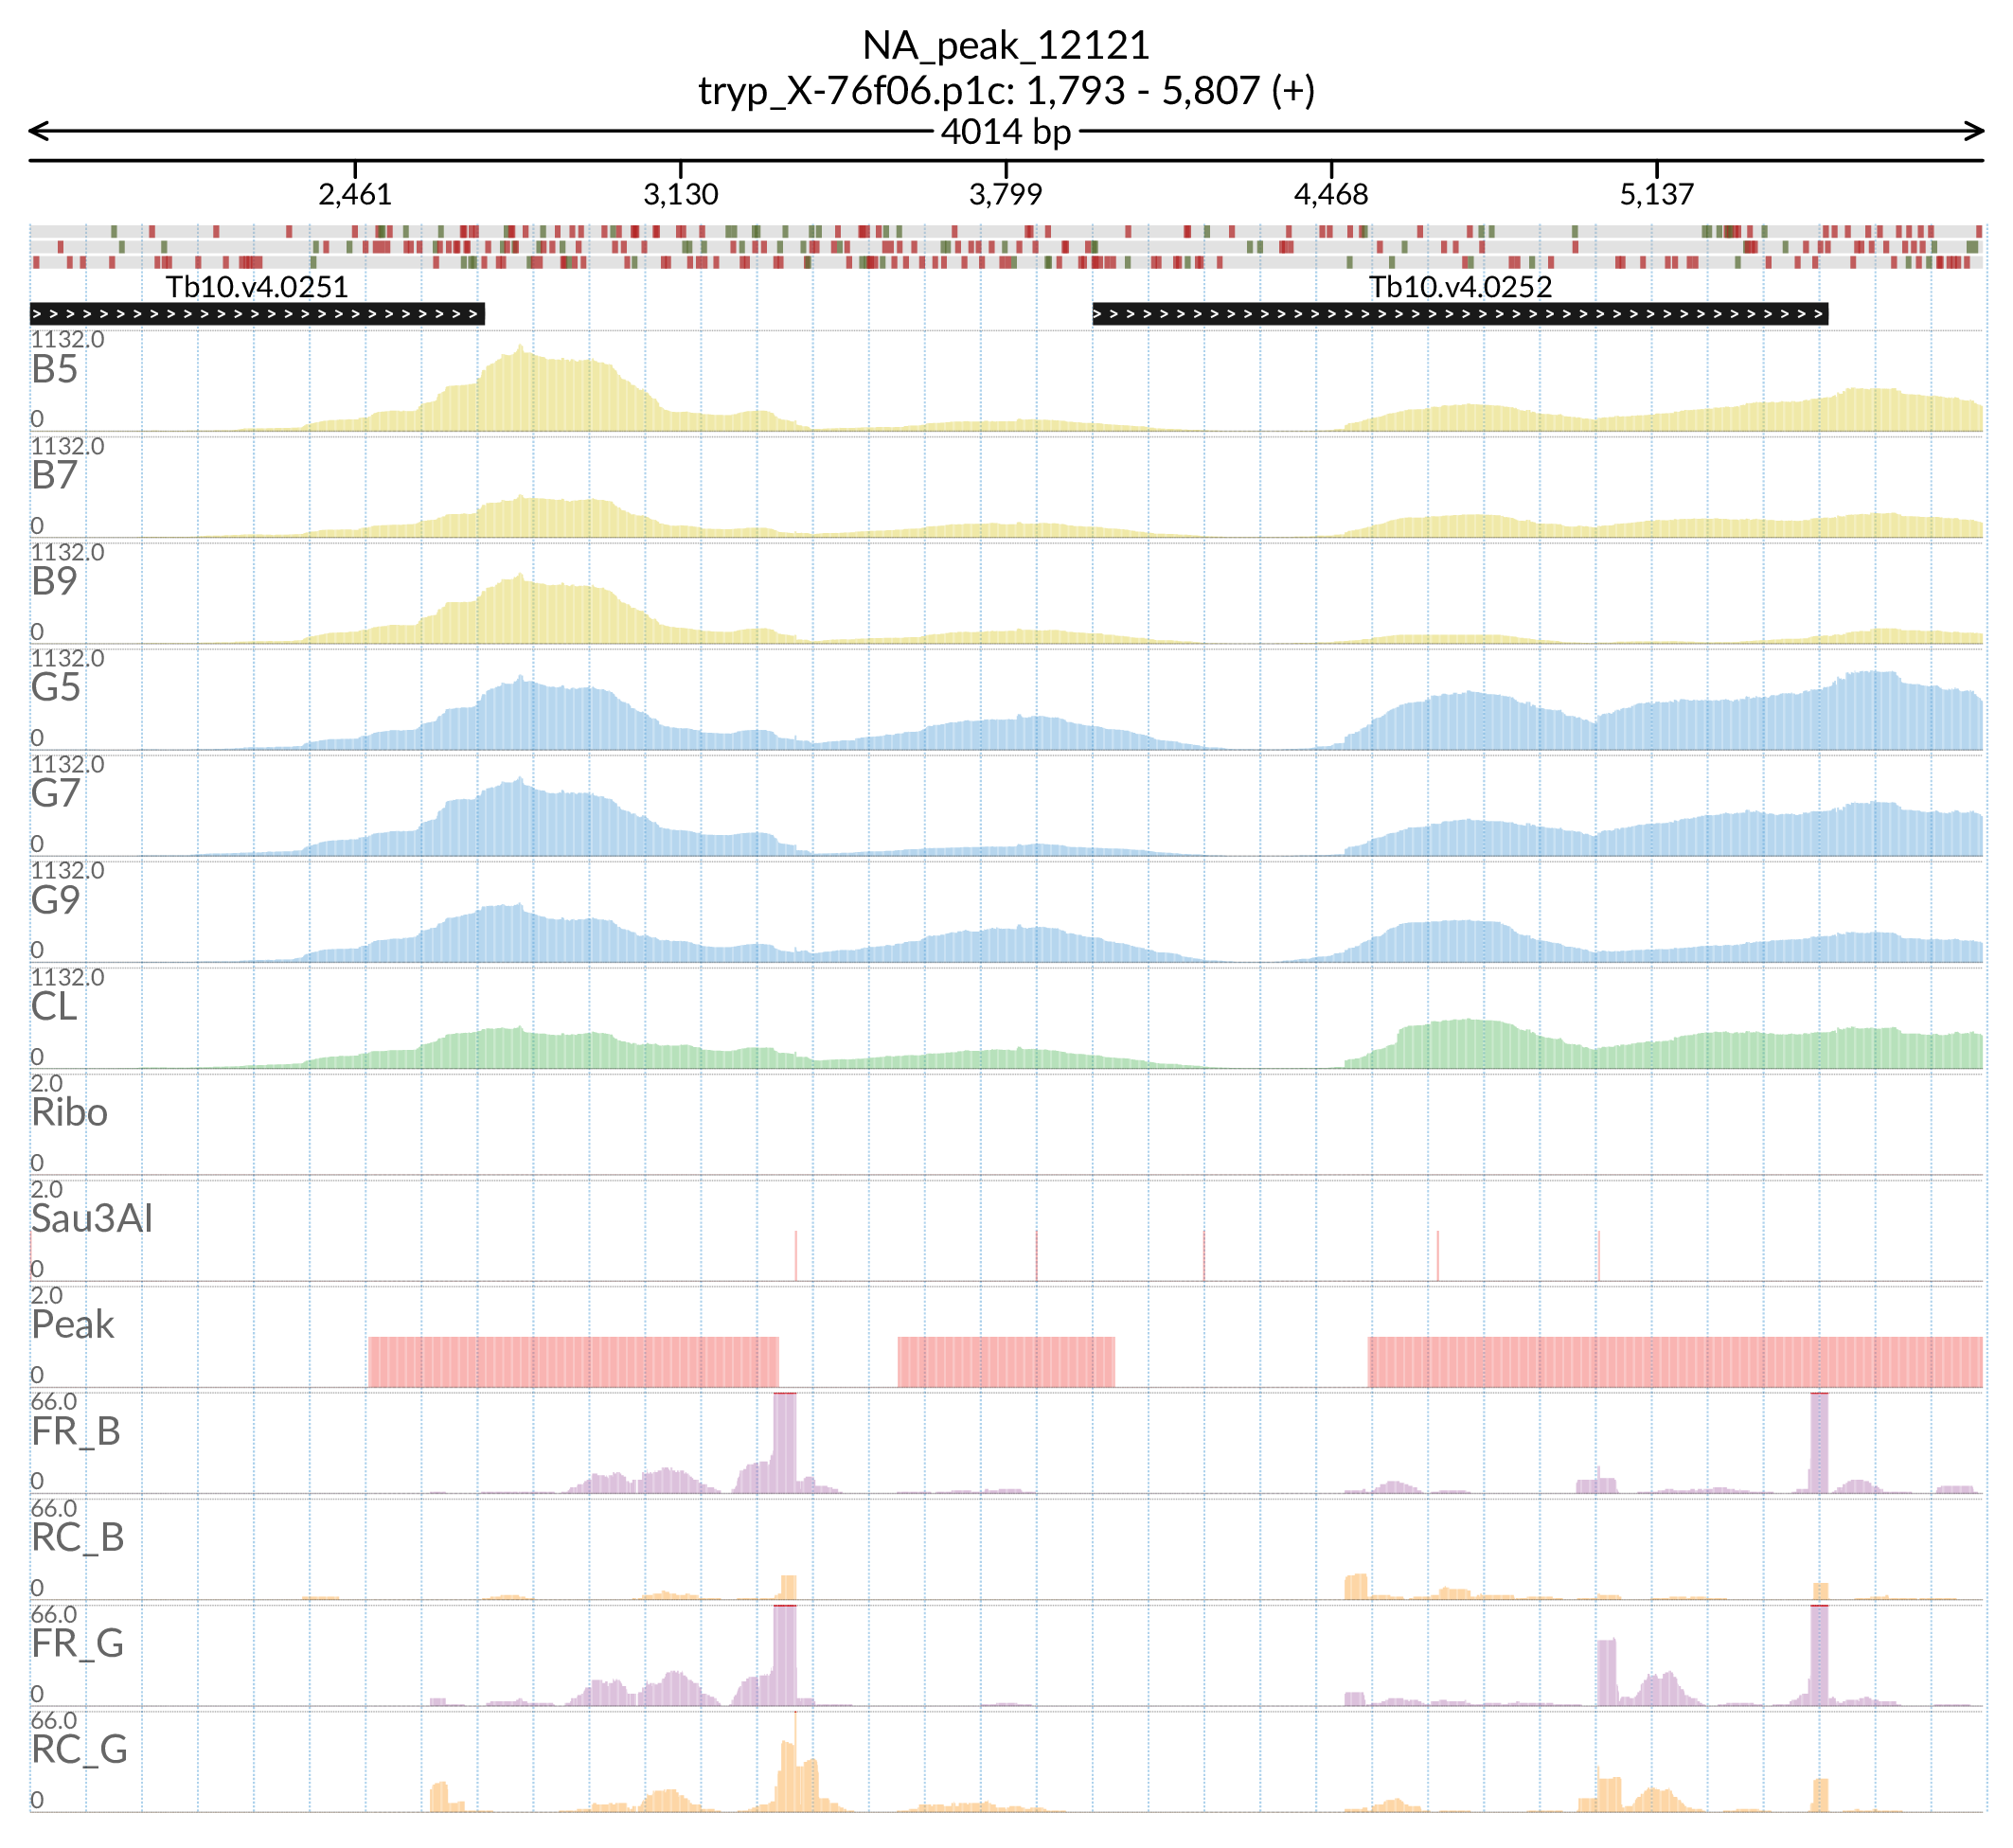 NA_peak_12121
tryp_X-76f06.p1c: 1,793 - 5,807 (+)
4014 bp
2,461 3,130 3,799 4,468 5,137
Tb10.v4.0251 Tb10.v4.0252
1132.0
B5
0
1132.0
B7
0
1132.0
B9
0
1132.0
G5
0
1132.0
G7
0
1132.0
G9
0
1132.0
CL
0
2.0
Ribo
0
2.0
Sau3AI
0
2.0
Peak
0
66.0
FR_B
0
66.0
RC_B
0
66.0
FR_G
0
66.0
RC_G
0